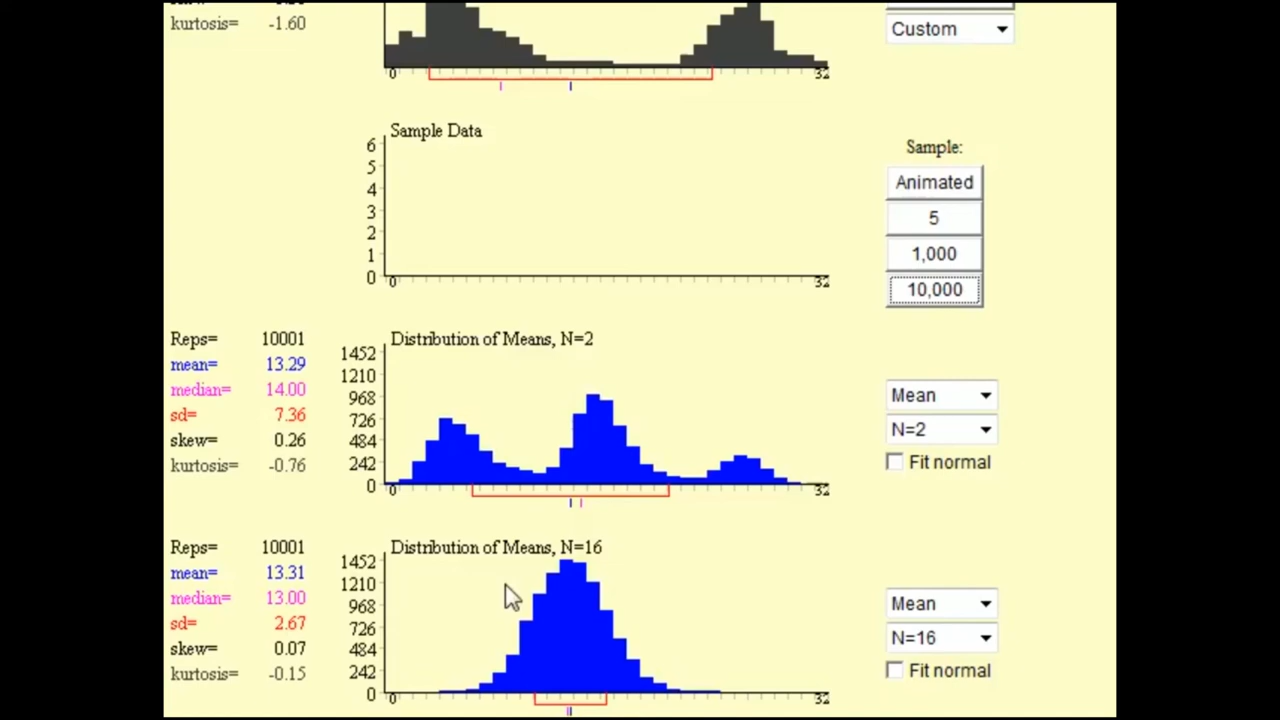 kurtosis= -1.60
Custom
0 32
Sample Data
6
5
4
3
2
1
0
0 32
Sample:
Animated
5
1,000
10,000
Reps= 10001
mean= 13.29
median= 14.00
sd= 7.36
skew= 0.26
kurtosis= -0.76
Distribution of Means, N=2
1452
1210
968
726
484
242
0
0 32
Mean
N=2
Fit normal
Reps= 10001
mean= 13.31
median= 13.00
sd= 2.67
skew= 0.07
kurtosis= -0.15
Distribution of Means, N=16
1452
1210
968
726
484
242
0
0 32
Mean
N=16
Fit normal